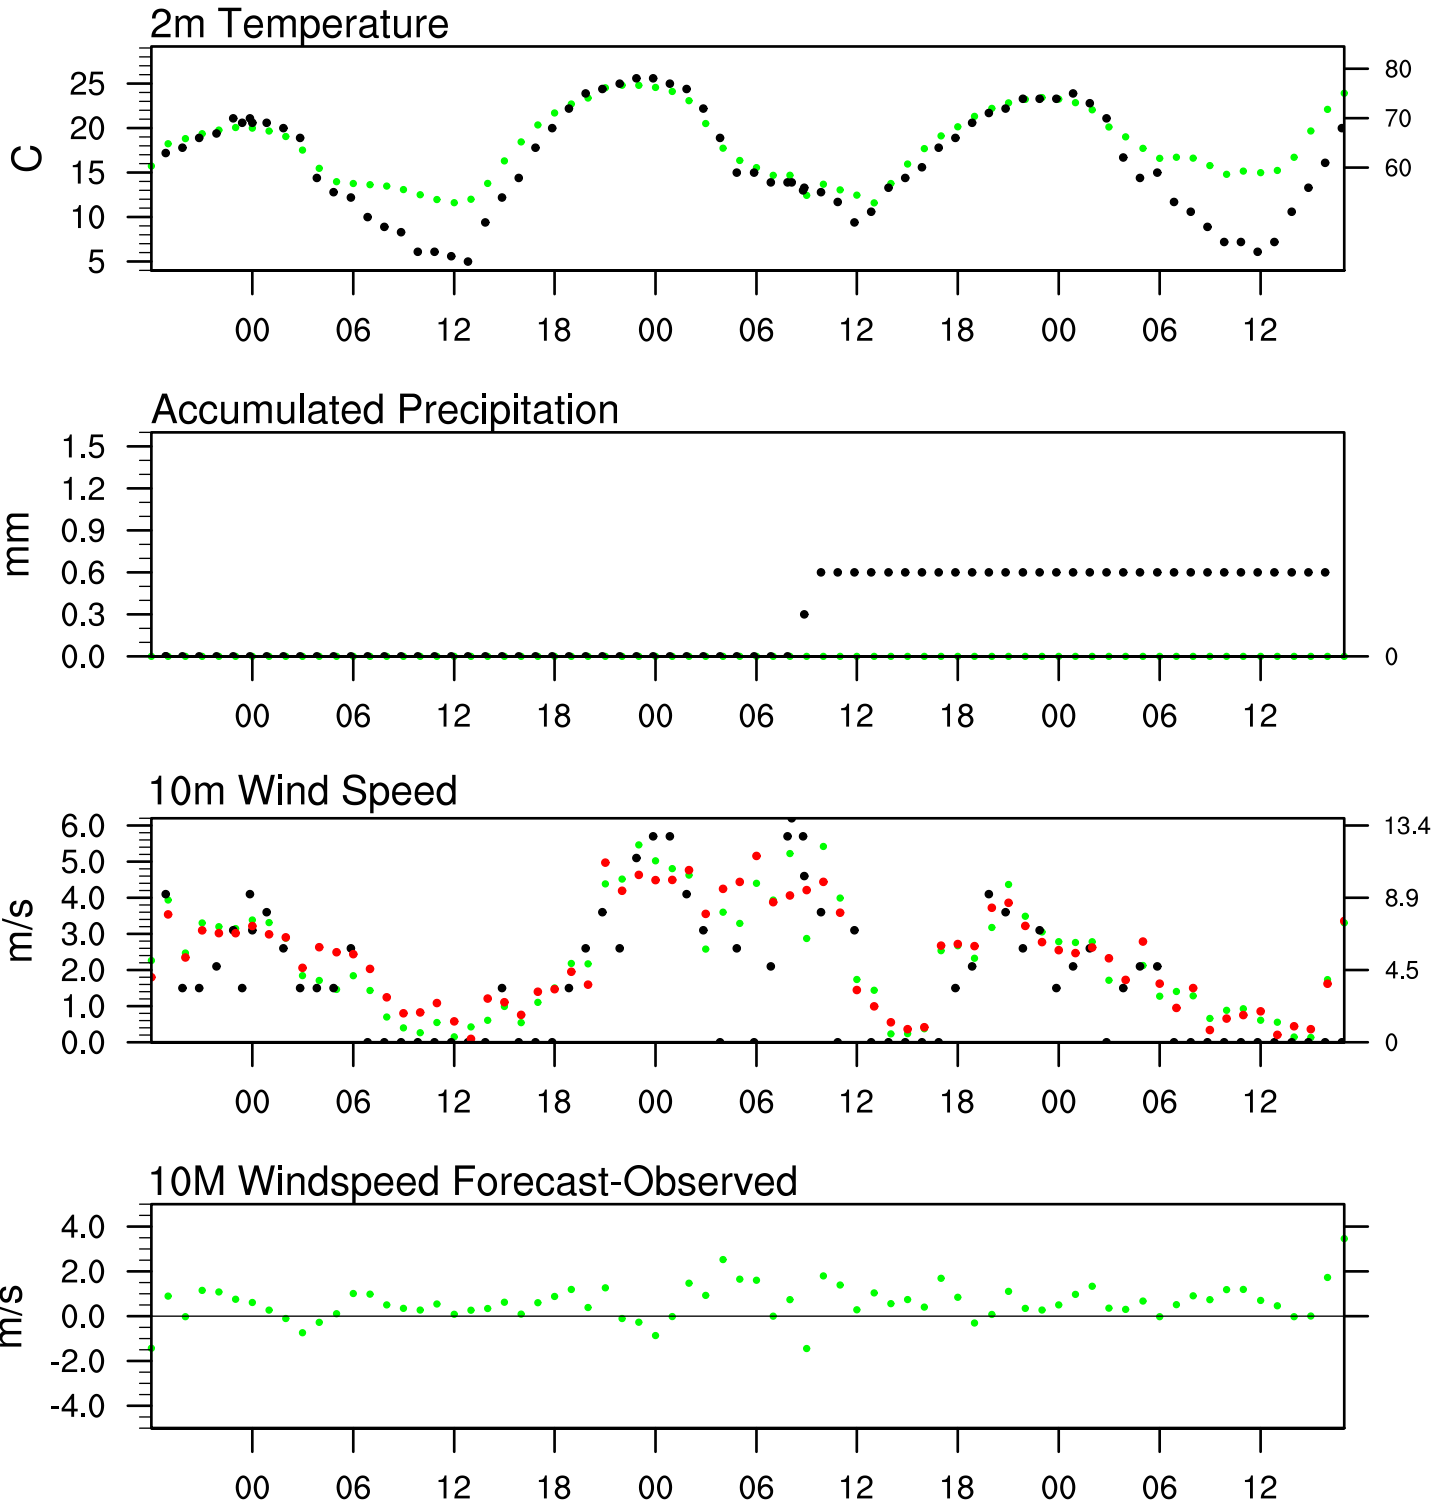 2m Temperature
C
25
20
15
10
5
80
70
60
00 06 12 18 00 06 12 18 00 06 12
Accumulated Precipitation
mm
1.5
1.2
0.9
0.6
0.3
0.0
0
00 06 12 18 00 06 12 18 00 06 12
10m Wind Speed
m/s
6.0
5.0
4.0
3.0
2.0
1.0
0.0
13.4
8.9
4.5
0
00 06 12 18 00 06 12 18 00 06 12
10M Windspeed Forecast-Observed
m/s
4.0
2.0
0.0
-2.0
-4.0
00 06 12 18 00 06 12 18 00 06 12